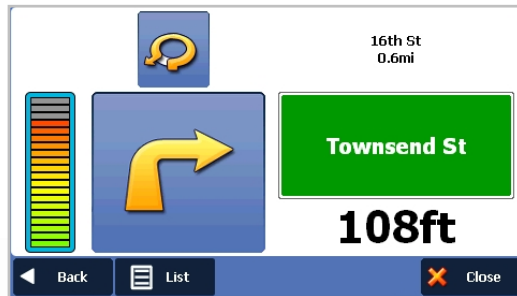 16th St
0.6mi
Townsend St
108ft
Back
List
Close